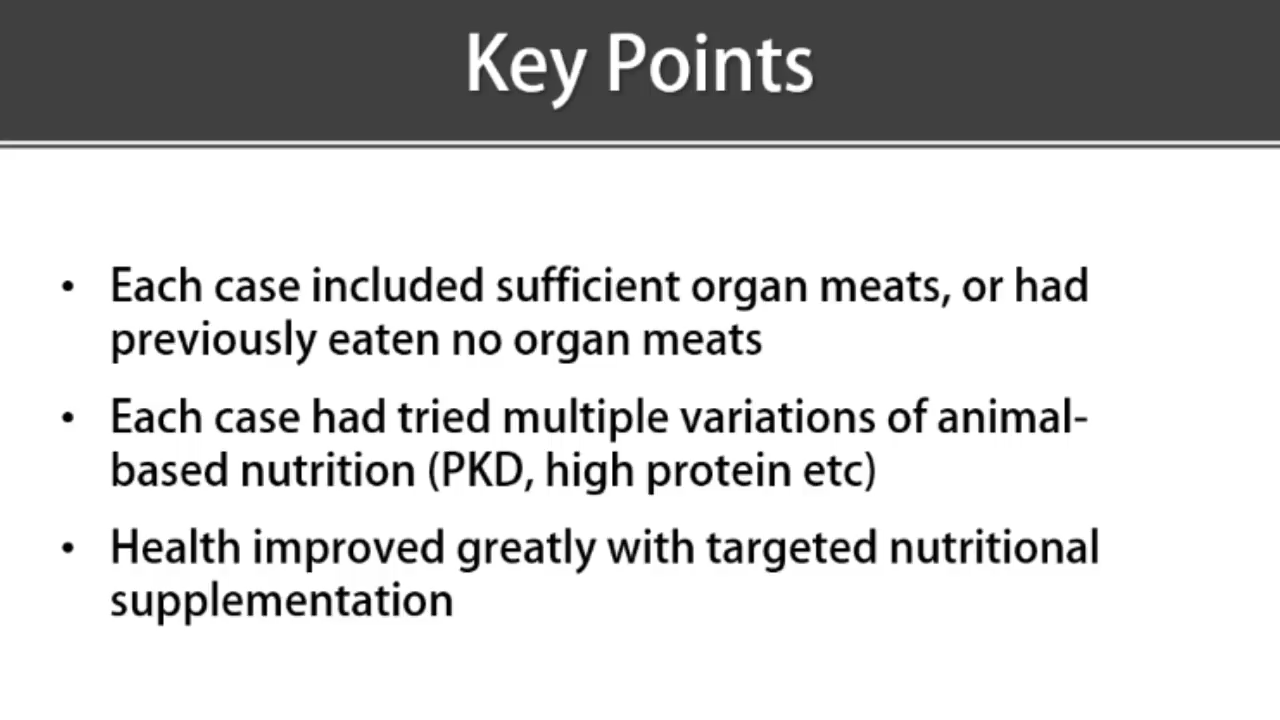 Key Points
• Each case included sufficient organ meats, or had
previously eaten no organ meats
• Each case had tried multiple variations of animal-
based nutrition (PKD, high protein etc)
• Health improved greatly with targeted nutritional
supplementation